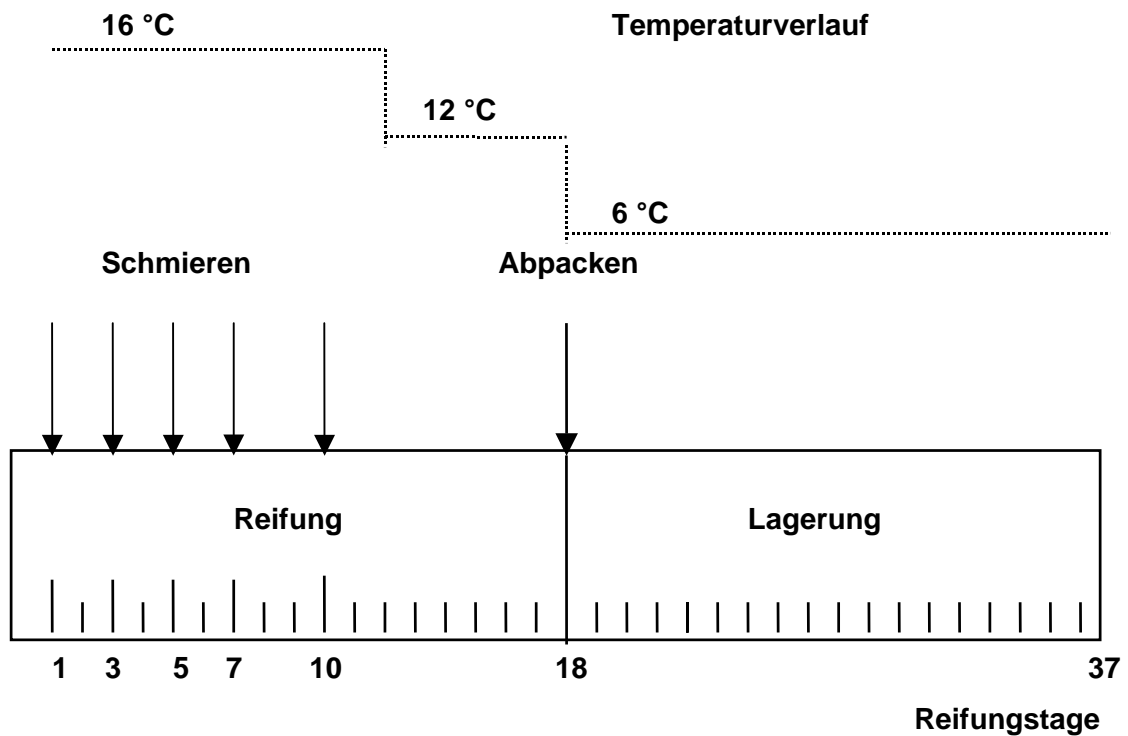 16 °C Temperaturverlauf
12 °C
6 °C
Schmieren Abpacken
Reifung Lagerung
1 3 5 7 10 18 37
Reifungstage